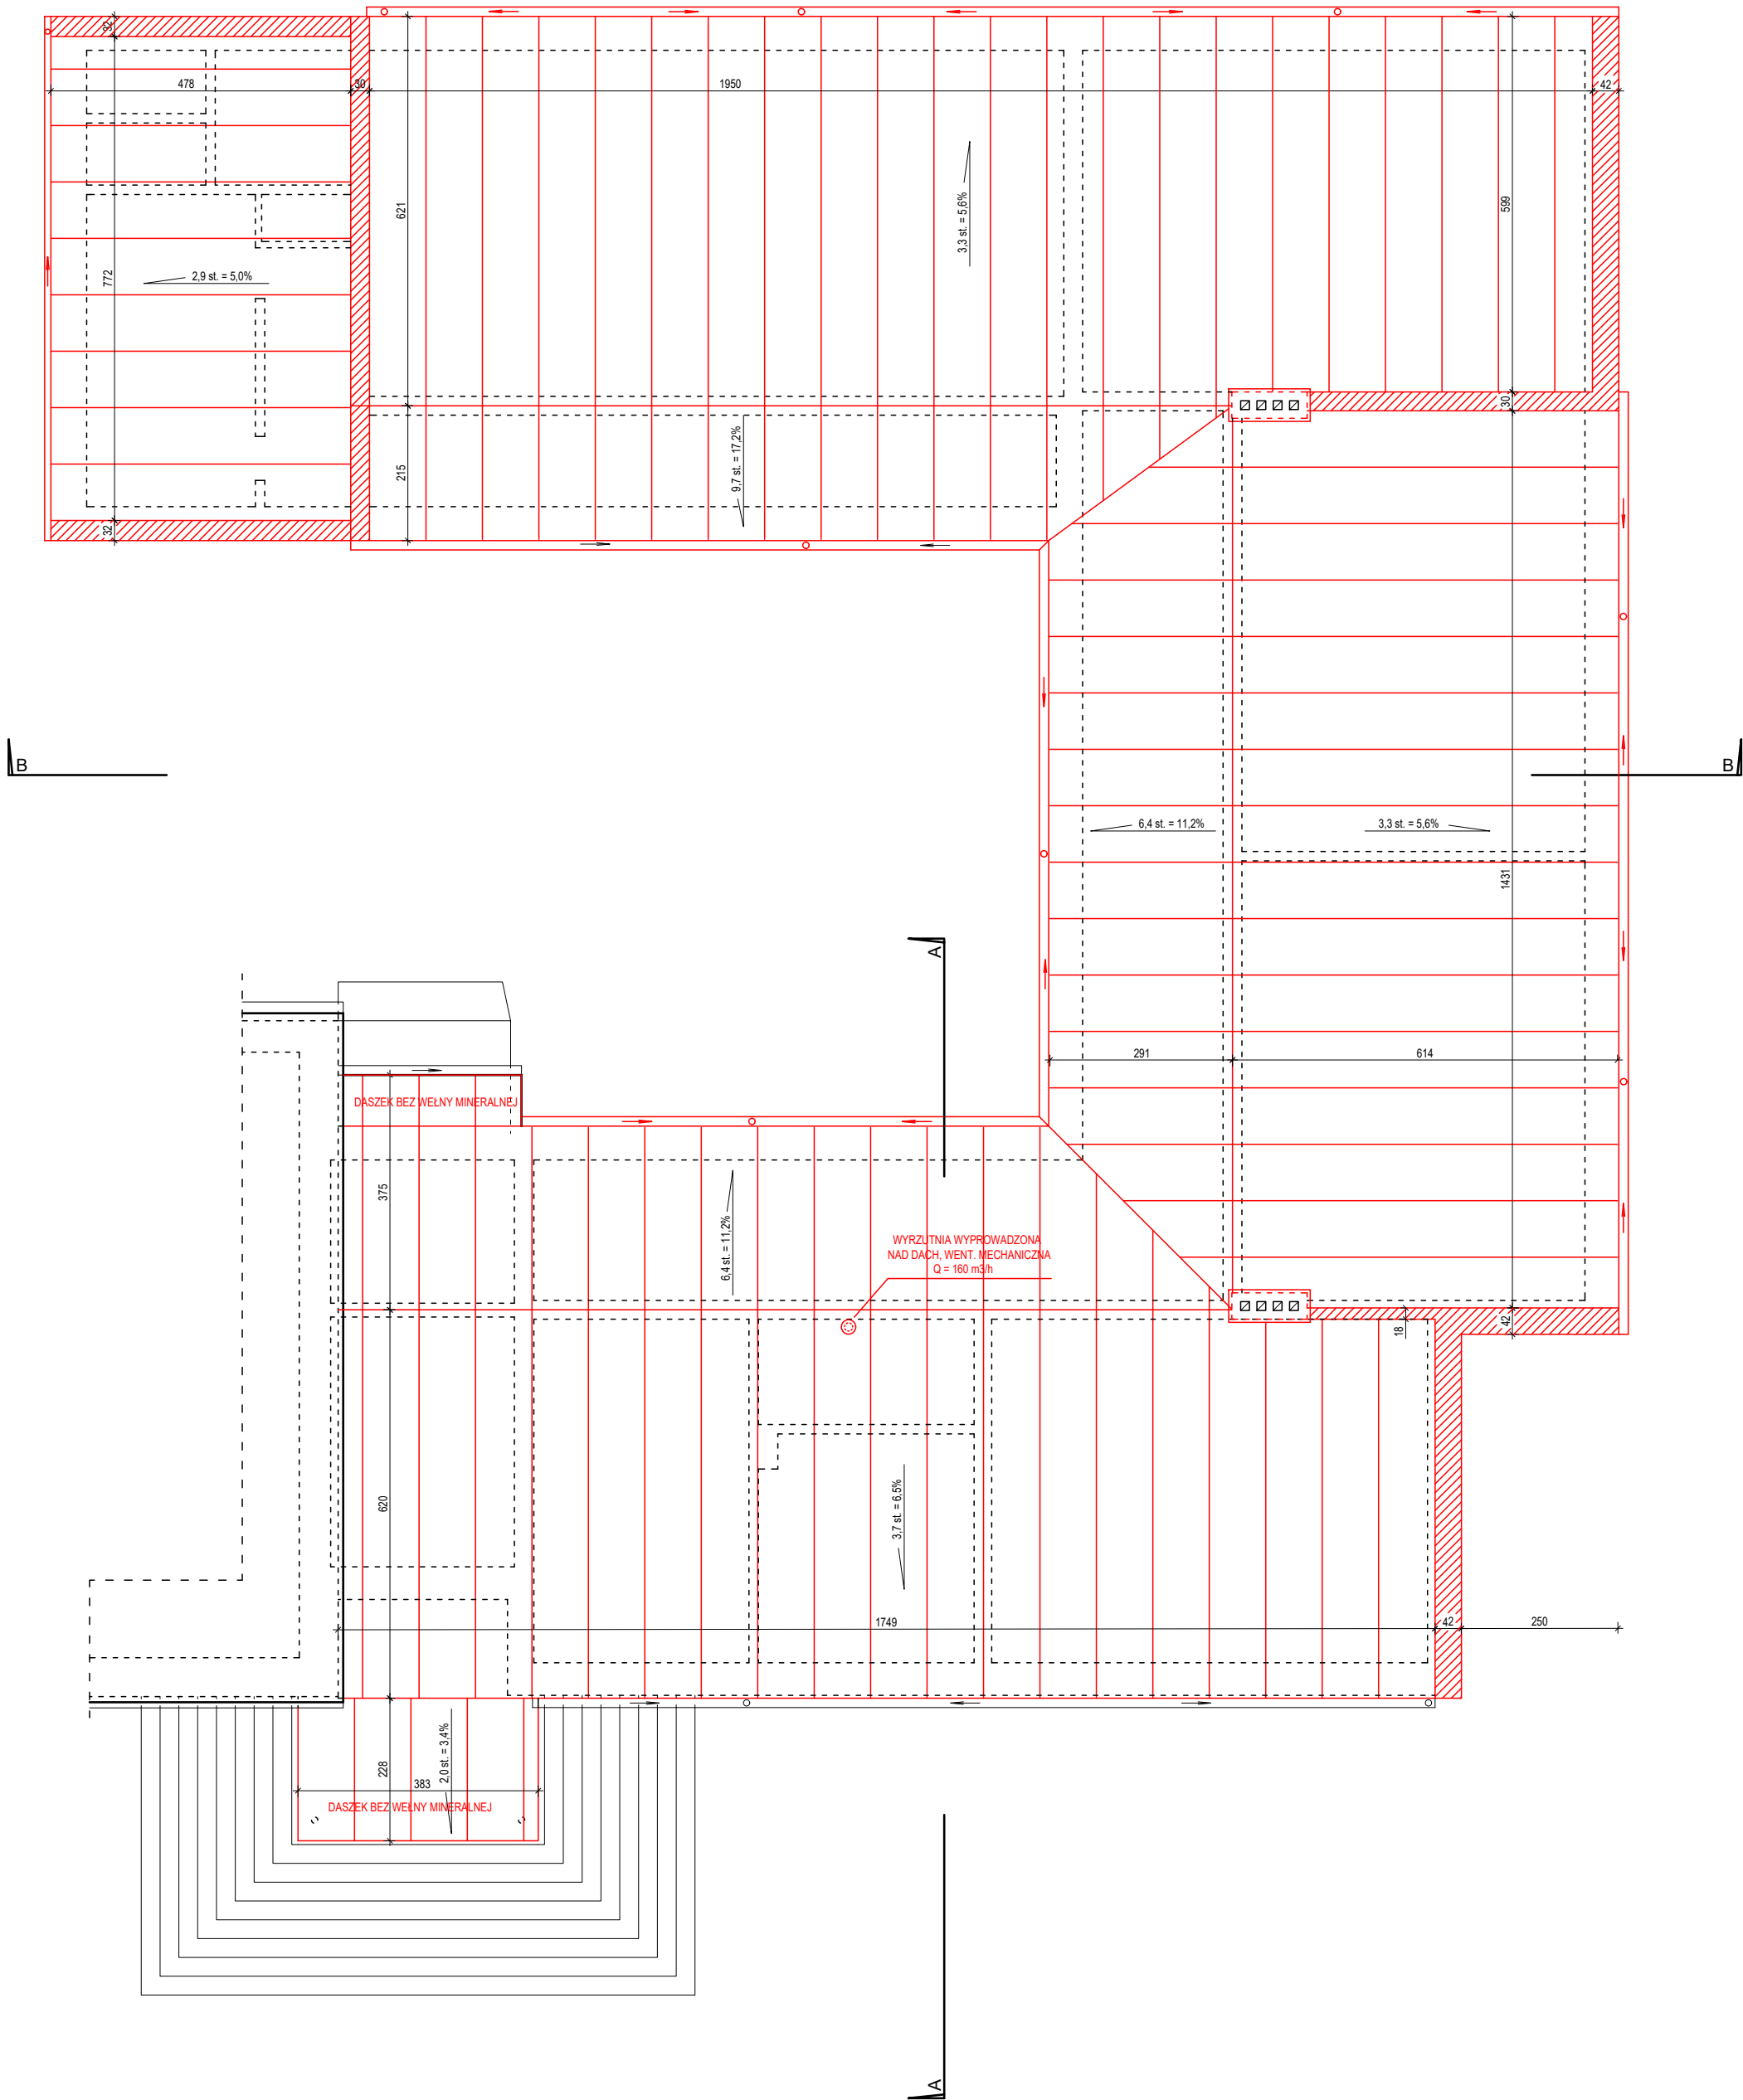 32
478
30
1950
42
621
599
3,3 st. = 5,6%
772
2,9 st. = 5,0%
30
215
9,7 st. = 17,2%
32
B
B
6,4 st. = 11,2%
3,3 st. = 5,6%
1431
A
291
614
DASZEK BEZ WEŁNY MINERALNEJ
375
6,4 st. = 11,2%
WYRZUTNIA WYPROWADZONA
NAD DACH, WENT. MECHANICZNA
Q = 160 m3/h
18
42
620
3,7 st. = 6,5%
1749
42
250
228
2,0 st. = 3,4%
383
DASZEK BEZ WEŁNY MINERALNEJ
A